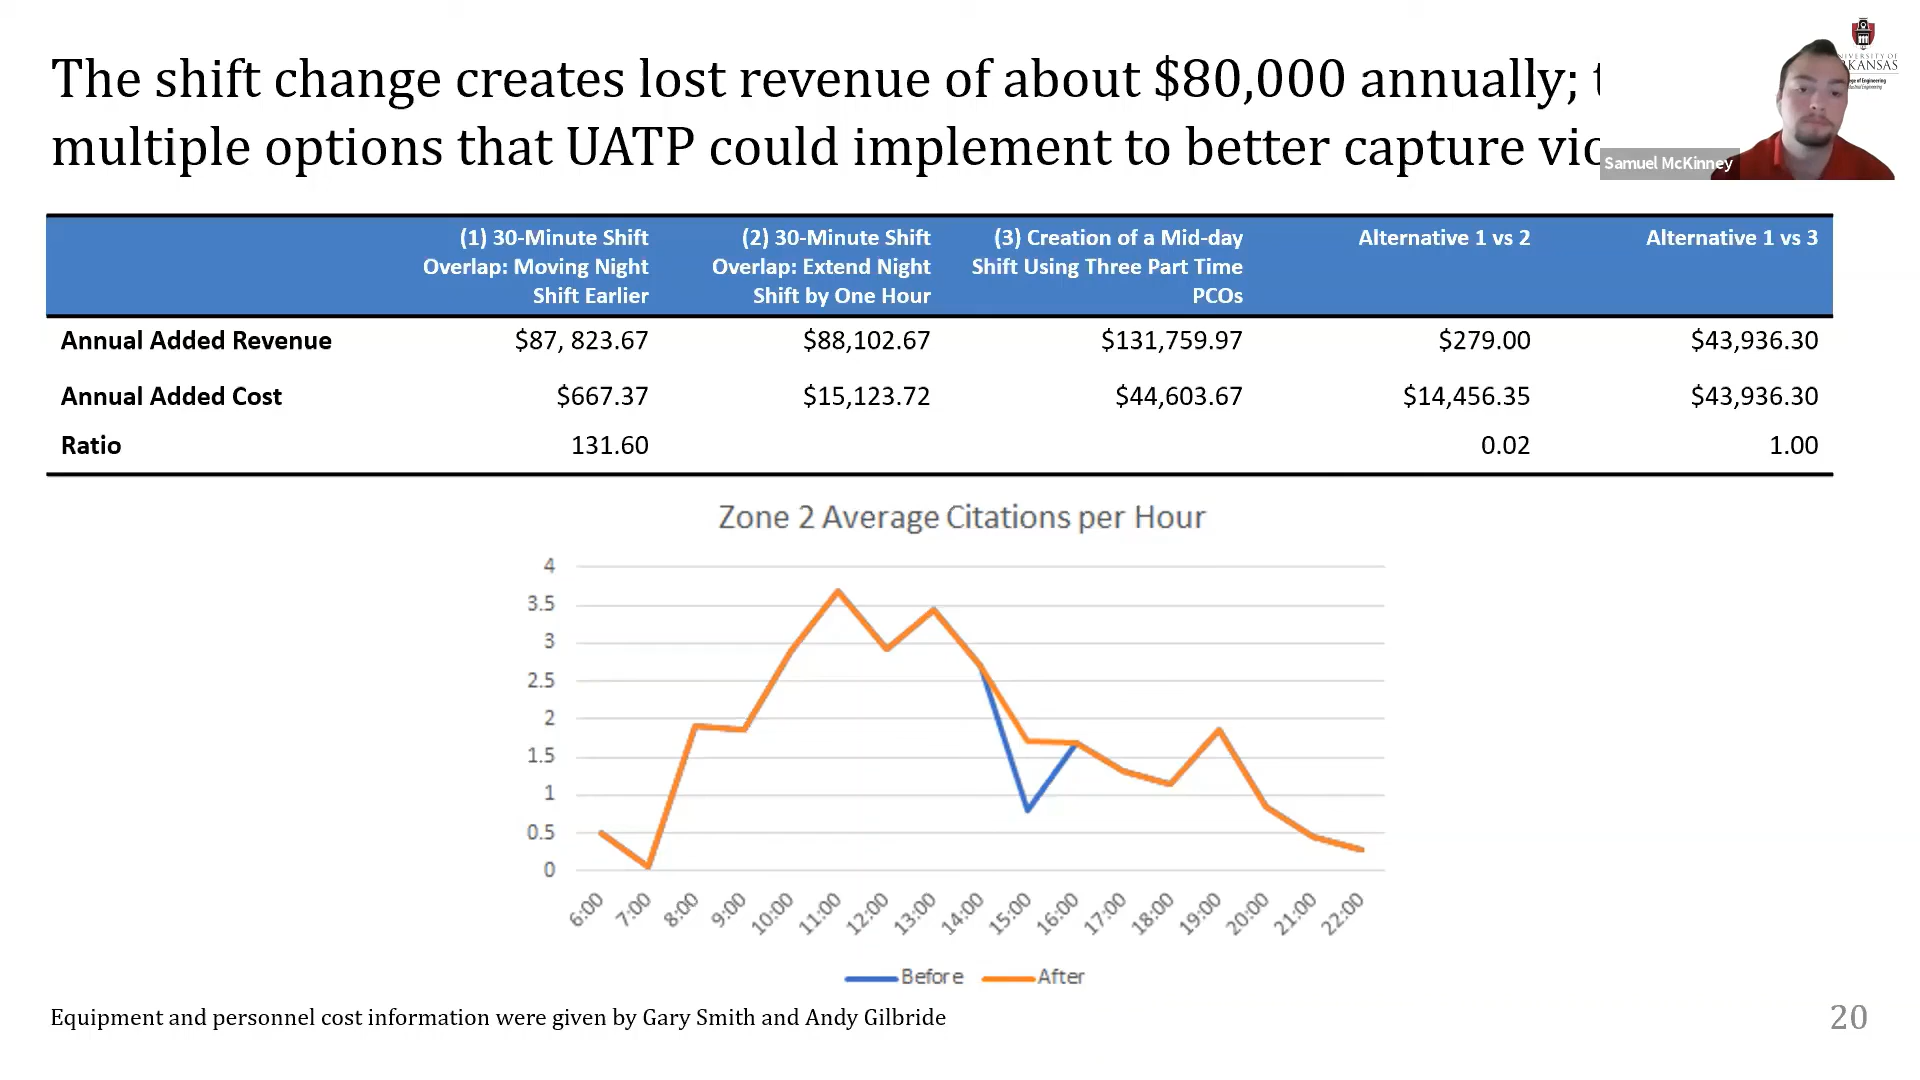 The shift change creates lost revenue of about $80,000 annually;
multiple options that UATP could implement to better capture
KANSAS
Samuel McKinney
(1) 30-Minute Shift Overlap: Moving Night Shift Earlier
(2) 30-Minute Shift Overlap: Extend Night Shift by One Hour
(3) Creation of a Mid-day Shift Using Three Part Time PCOs
Alternative 1 vs 2
Alternative 1 vs 3
Annual Added Revenue $87, 823.67 $88,102.67 $131,759.97 $279.00 $43,936.30
Annual Added Cost $667.37 $15,123.72 $44,603.67 $14,456.35 $43,936.30
Ratio 131.60 0.02 1.00
Zone 2 Average Citations per Hour
4
3.5
3
2.5
2
1.5
1
0.5
0
6:00 7:00 8:00 9:00 10:00 11:00 12:00 13:00 14:00 15:00 16:00 17:00 18:00 19:00 20:00 21:00 22:00
Before After
Equipment and personnel cost information were given by Gary Smith and Andy Gilbride
20